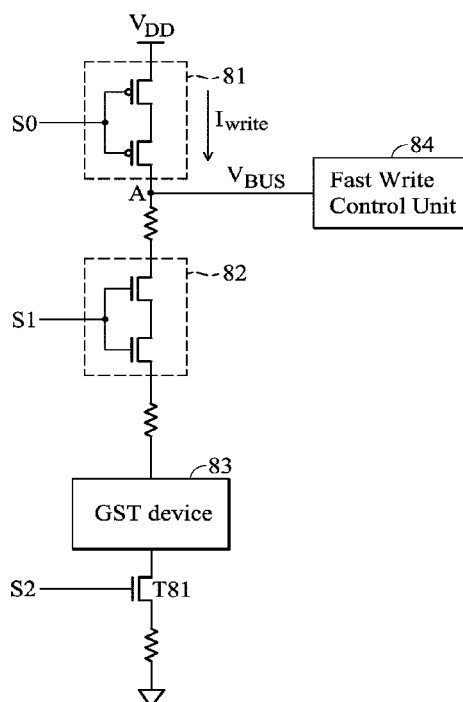 VDD
81
S0
Iwrite
84
A
VBUS
Fast Write
Control Unit
82
S1
83
GST device
S2
T81